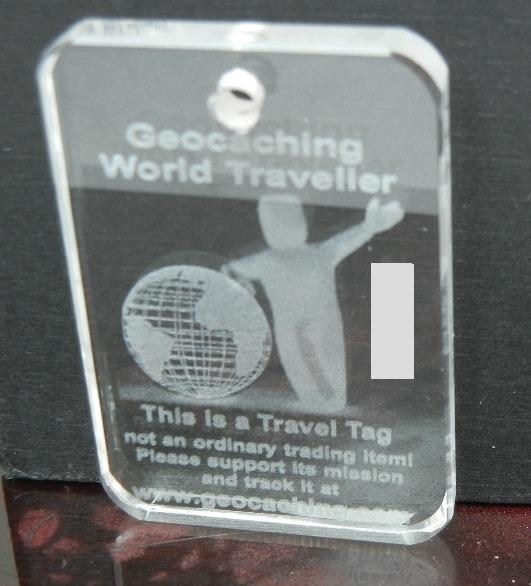 Geocaching
World Traveller
This is a Travel Tag
not an ordinary trading item!
Please support its mission
and track it at
www.geocaching.com